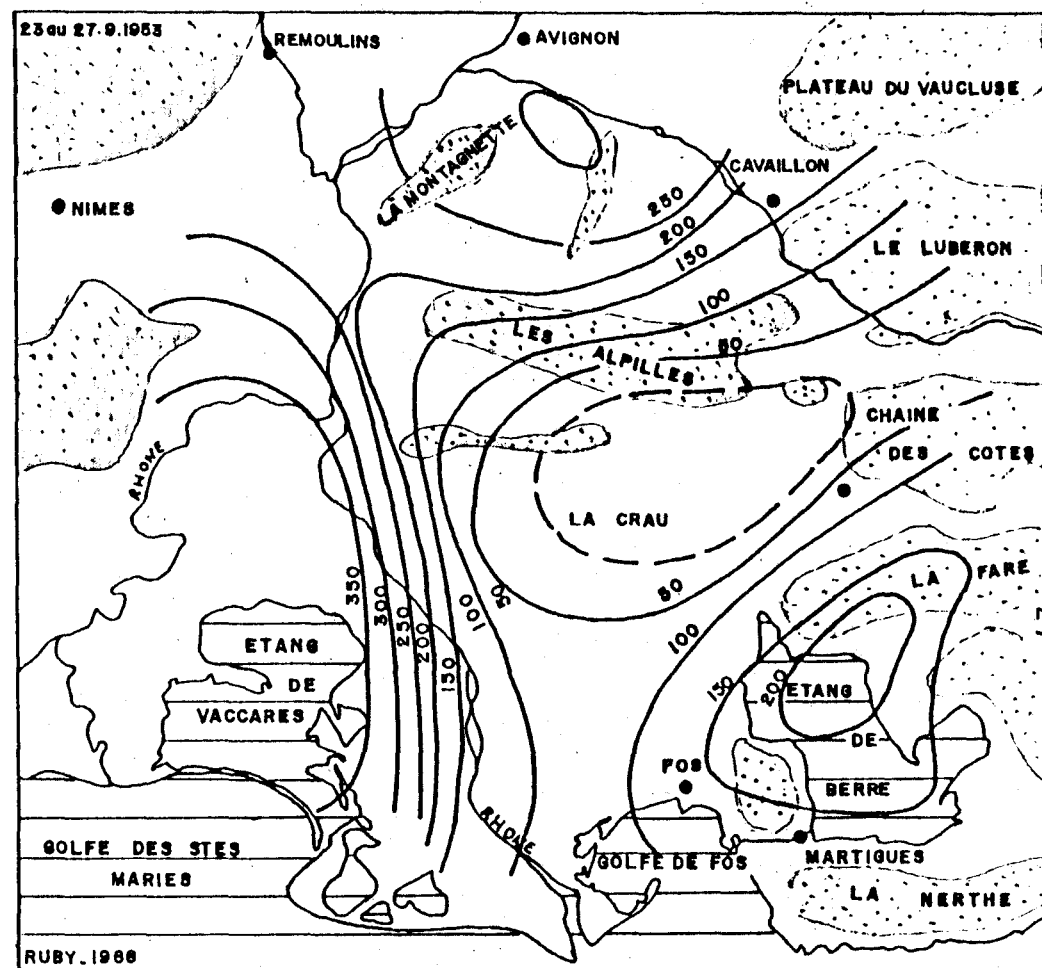 23 au 27.9.1953
REMOULINS
AVIGNON
PLATEAU DU VAUCLUSE
LA MONTAGNETTE
CAVAILLON
NIMES
250
200
150
LE LUBERON
100
LES
ALPILLES
50
CHAINE
DES COTES
RHONE
LA CRAU
LA FARE
350
300
250
200
150
100
50
50
100
150
200
ETANG
DE
VACCARES
ETANG
DE
BERRE
FOS
RHONE
GOLFE DES STES
MARIES
GOLFE DE FOS
MARTIGUES
LA NERTHE
RUBY_1988